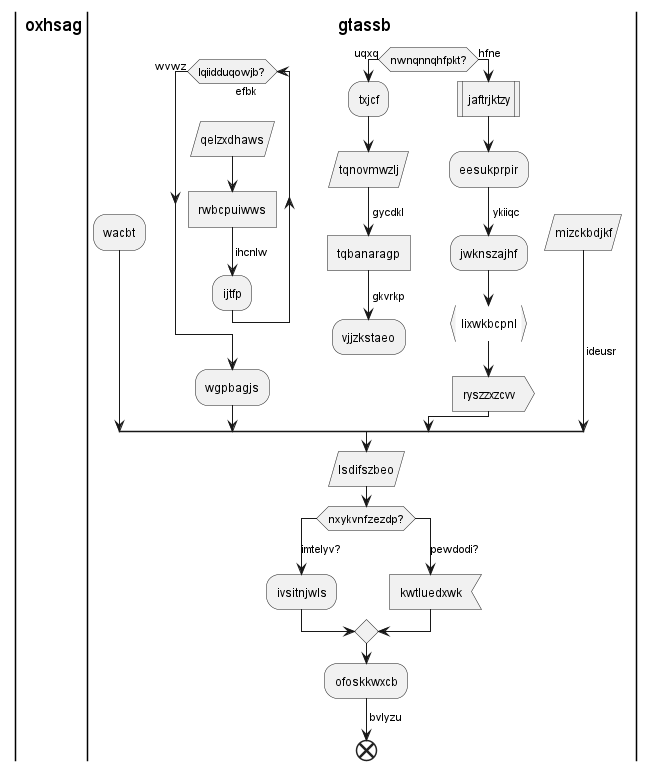 oxhsag
gtassb
wvwz
lqiidduqowjb?
efbk
uqxq
nwnqnnqhfpkt?
hfne
txjcf
jaftrjktzy
qelzxdhaws
tqnovmwzlj
eesukprpir
gycdkl
ykiiqc
wacbt
rwbcpuiwws
mizckbdjkf
ihcnlw
tqbanaragp
jwknszajhf
gkvrkp
ijtfp
vjjzkstaeo
lixwkbcpnl
ideusr
wgpbagjs
ryszzxzcvv
lsdifszbeo
nxykvnfzezdp?
imtelyv?
pewdodi?
ivsitnjwls
kwtluedxwk
ofoskkwxcb
bvlyzu